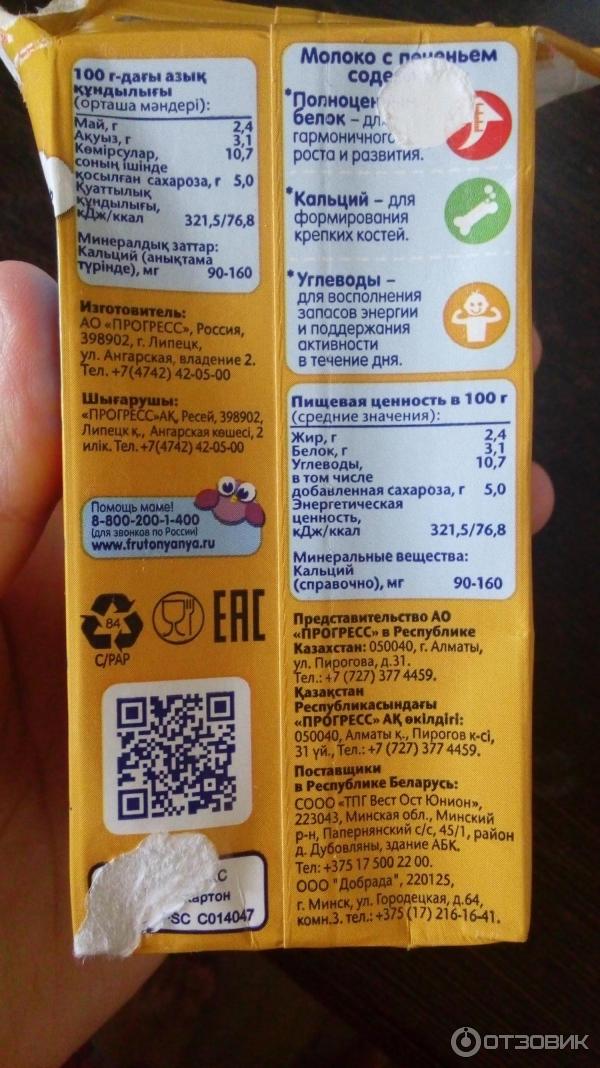 100 г-дағы азық
құндылығы
(орташа мәндері):
Май, г 2,4
Ақуыз, г 3,1
Көмірсулар, 10,7
соның ішінде
қосылған сахароза, г 5,0
Қуаттылық
құндылығы,
кДж/ккал 321,5/76,8
Минералдық заттар:
Кальций (анықтама
түрінде), мг 90-160
Изготовитель:
АО «ПРОГРЕСС», Россия,
398902, г. Липецк,
ул. Ангарская, владение 2.
Тел. +7(4742) 42-05-00
Шығарушы:
«ПРОГРЕСС»АҚ, Ресей, 398902,
Липецк қ., Ангарская көшесі, 2
илік. Тел. +7(4742) 42-05-00
Помощь маме!
8-800-200-1-400
(для звонков по России)
www.frutonyanya.ru
84
C/PAP
ЕАС
картон
SC C014047
Молоко с печеньем
*Полноцен
белок – для
гармоничного
роста и развития.
*Кальций – для
формирования
крепких костей.
*Углеводы –
для восполнения
запасов энергии
и поддержания
активности
в течение дня.
Пищевая ценность в 100 г
(средние значения):
Жир, г 2,4
Белок, г 3,1
Углеводы, 10,7
в том числе
добавленная сахароза, г 5,0
Энергетическая
ценность,
кДж/ккал 321,5/76,8
Минеральные вещества:
Кальций
(справочно), мг 90-160
Представительство АО
«ПРОГРЕСС» в Республике
Казахстан: 050040, г. Алматы,
ул. Пирогова, д.31.
Тел.: +7 (727) 377 4459.
Қазақстан
Республикасындағы
«ПРОГРЕСС» АҚ өкілдігі:
050040, Алматы қ., Пирогов к-сі,
31 үй., Тел.: +7 (727) 377 4459.
Поставщики
в Республике Беларусь:
СООО «ТПГ Вест Ост Юнион»,
223043, Минская обл., Минский
р-н, Папернянский с/с, 45/1, район
д. Дубовляны, здание АБК.
Тел: +375 17 500 22 00.
ООО "Добрада", 220125,
г. Минск, ул. Городецкая, д.64,
комн.3. тел.: +375 (17) 216-16-41.
ОТЗОВИК